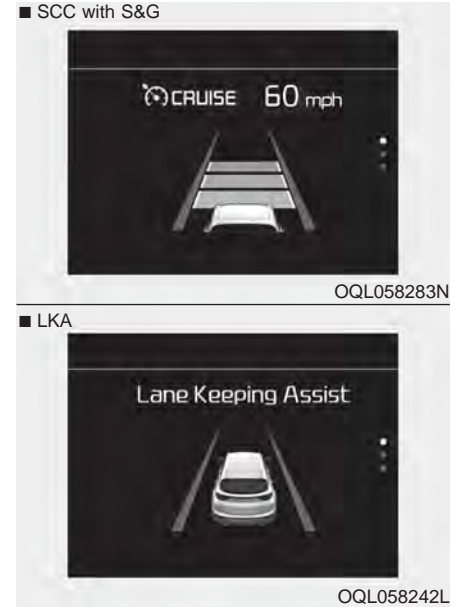 ■ SCC with S&G
CRUISE 60 mph
OQL058283N
■ LKA
Lane Keeping Assist
OQL058242L